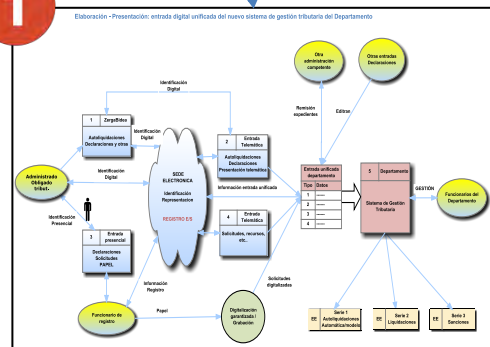 1
Elaboración - Presentación: entrada digital unificada del nuevo sistema de gestión tributaria del Departamento
Otra
administración
competente
Otras entradas
Declaraciones
Identificación
Digital
Remisión
expedientes
Editras
1 ZergaBidea
Autoliquidaciones
Declaraciones y otras
Identificación
Digital
2 Entrada
Telemática
Autoliquidaciones
Declaraciones
Presentación telemática
Administrado
Obligado
tribut.
Identificación
Digital
SEDE
ELECTRONICA
Identificación
Representacion
REGISTRO E/S
Información entrada unificada
Entrada unificada
departamento
Tipo Datos
1 ----
2 ----
3 ----
4 ----
5 Departamento
Sistema de Gestión
Tributaria
GESTIÓN
Funcionarios del
Departamento
Identificación
Presencial
3 Entrada
presencial
Declaraciones
Solicitudes
PAPEL
4 Entrada
Telemática
Solicitudes, recursos,
etc..
Información
Registro
Solicitudes
digitalizadas
Funcionario de
registro
Papel
Digitalización
garantizada /
Grabación
EE Serie 1
Autoliquidaciones
Automática/modelo
EE Serie 2
Liquidaciones
EE Serie 3
Sanciones